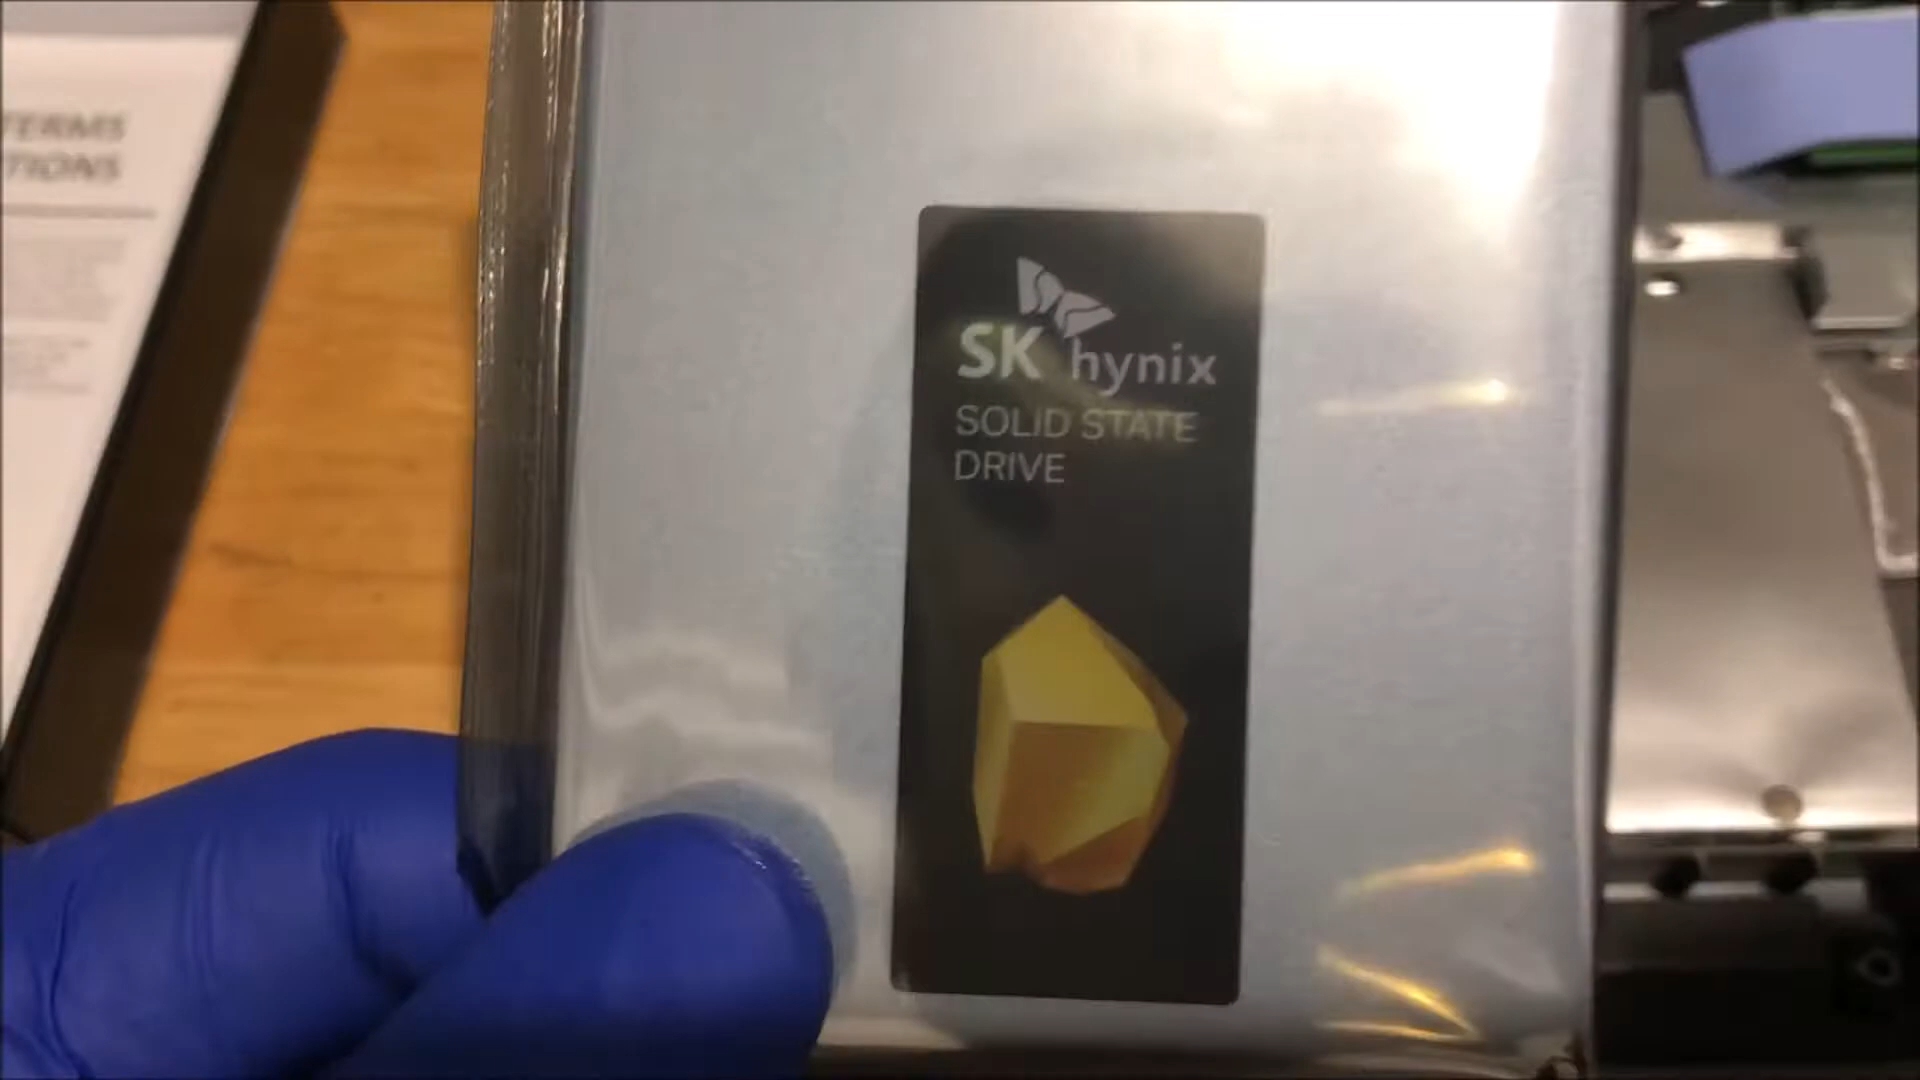 TERMS
TIONS
SK hynix
SOLID STATE
DRIVE